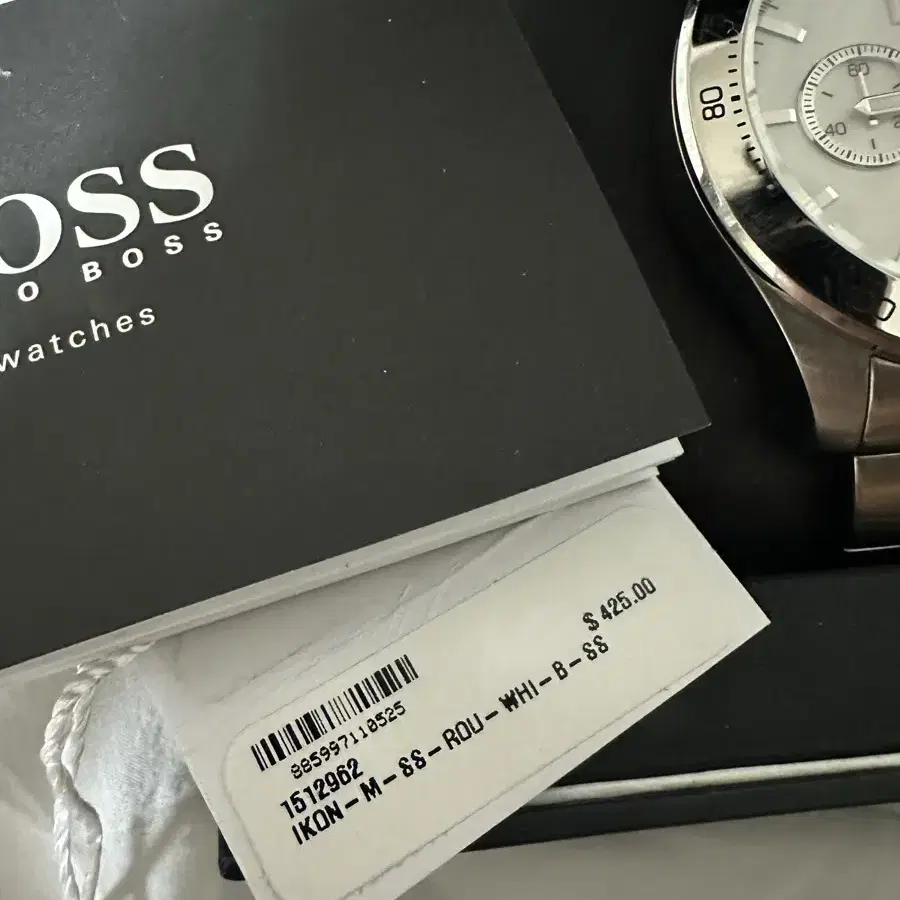 OSS
O BOSS
watches
$425.00
885997110525
1512962
IKON-M-SS-ROU-WHI-B-SS
80
60
40